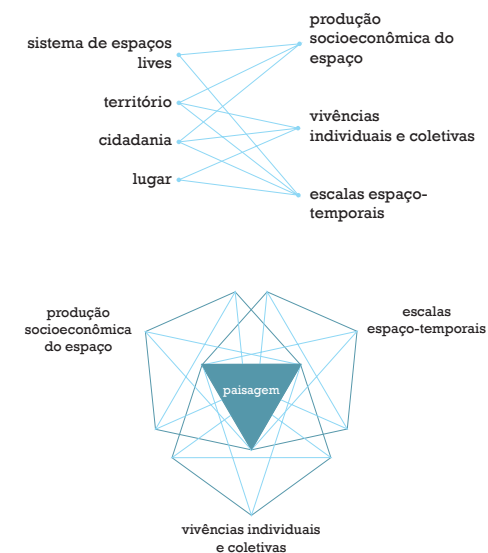 sistema de espaços
lives
território
cidadania
lugar
produção
socioeconômica do
espaço
vivências
individuais e coletivas
escalas espaço-
temporais
produção
socioeconômica
do espaço
escalas
espaço-temporais
paisagem
vivências individuais
e coletivas